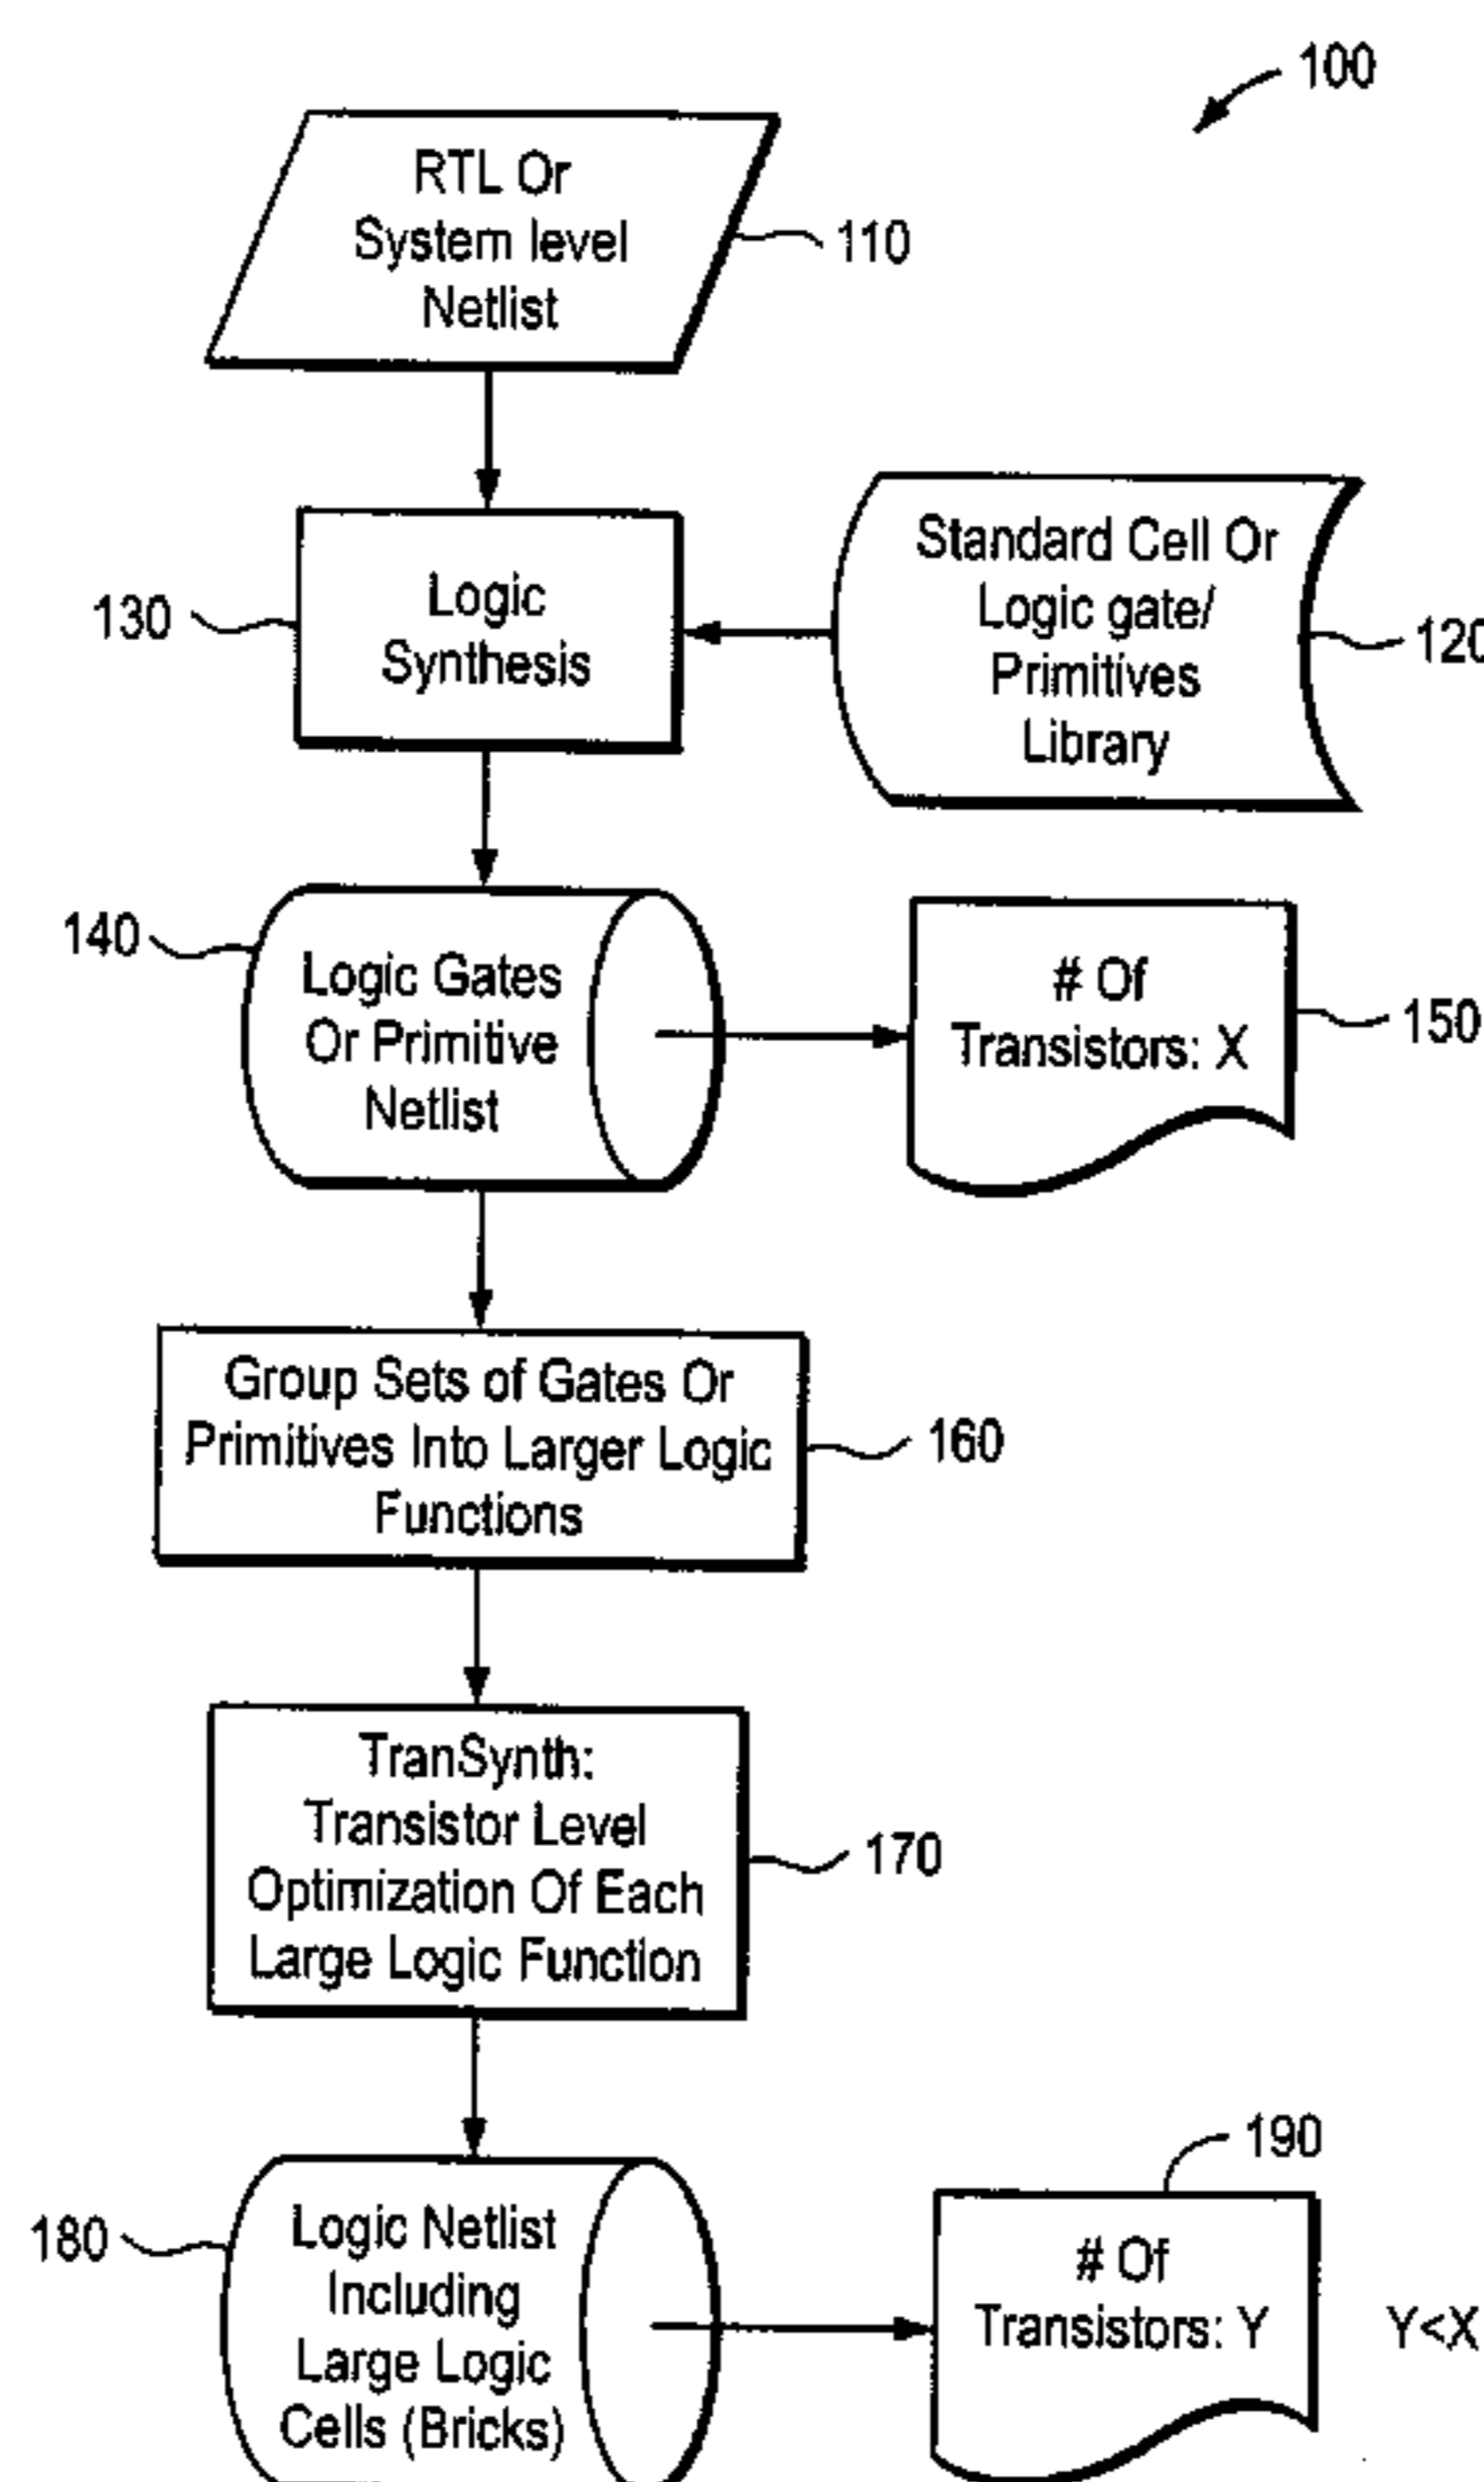 100
RTL Or
System level
Netlist
110
130
Logic
Synthesis
Standard Cell Or
Logic gate/
Primitives
Library
120
140
Logic Gates
Or Primitive
Netlist
# Of
Transistors: X
150
Group Sets of Gates Or
Primitives Into Larger Logic
Functions
160
TranSynth:
Transistor Level
Optimization Of Each
Large Logic Function
170
180
Logic Netlist
Including
Large Logic
Cells (Bricks)
190
# Of
Transistors: Y
Y<X